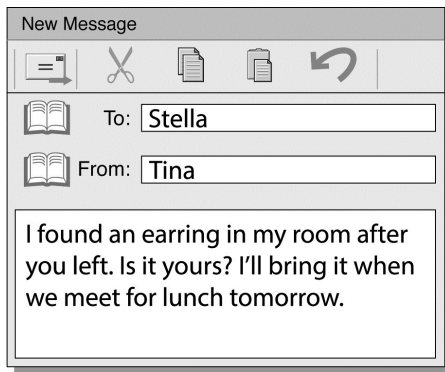 New Message
To: Stella
From: Tina
I found an earring in my room after
you left. Is it yours? I’ll bring it when
we meet for lunch tomorrow.